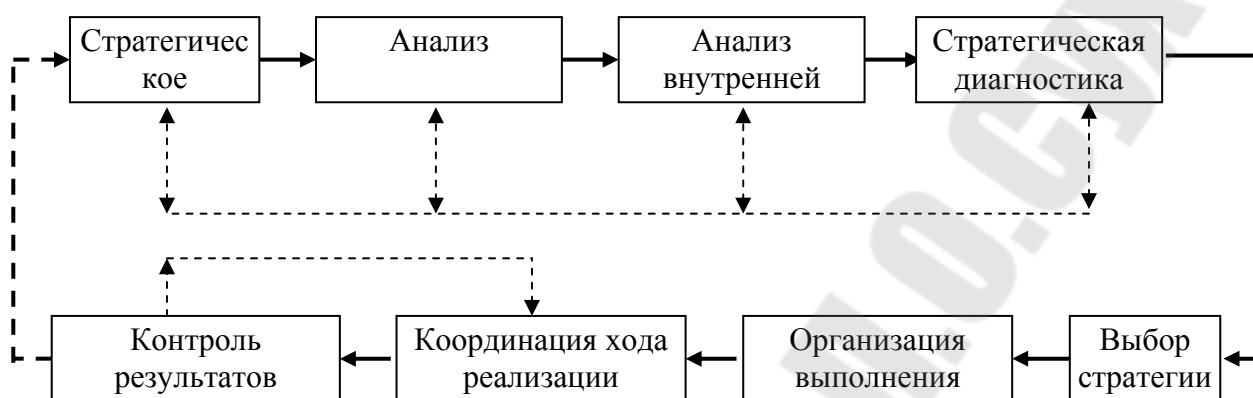 Стратегичес
кое
Анализ
Анализ
внутренней
Стратегическая
диагностика
Контроль
результатов
Координация хода
реализации
Организация
выполнения
Выбор
стратегии